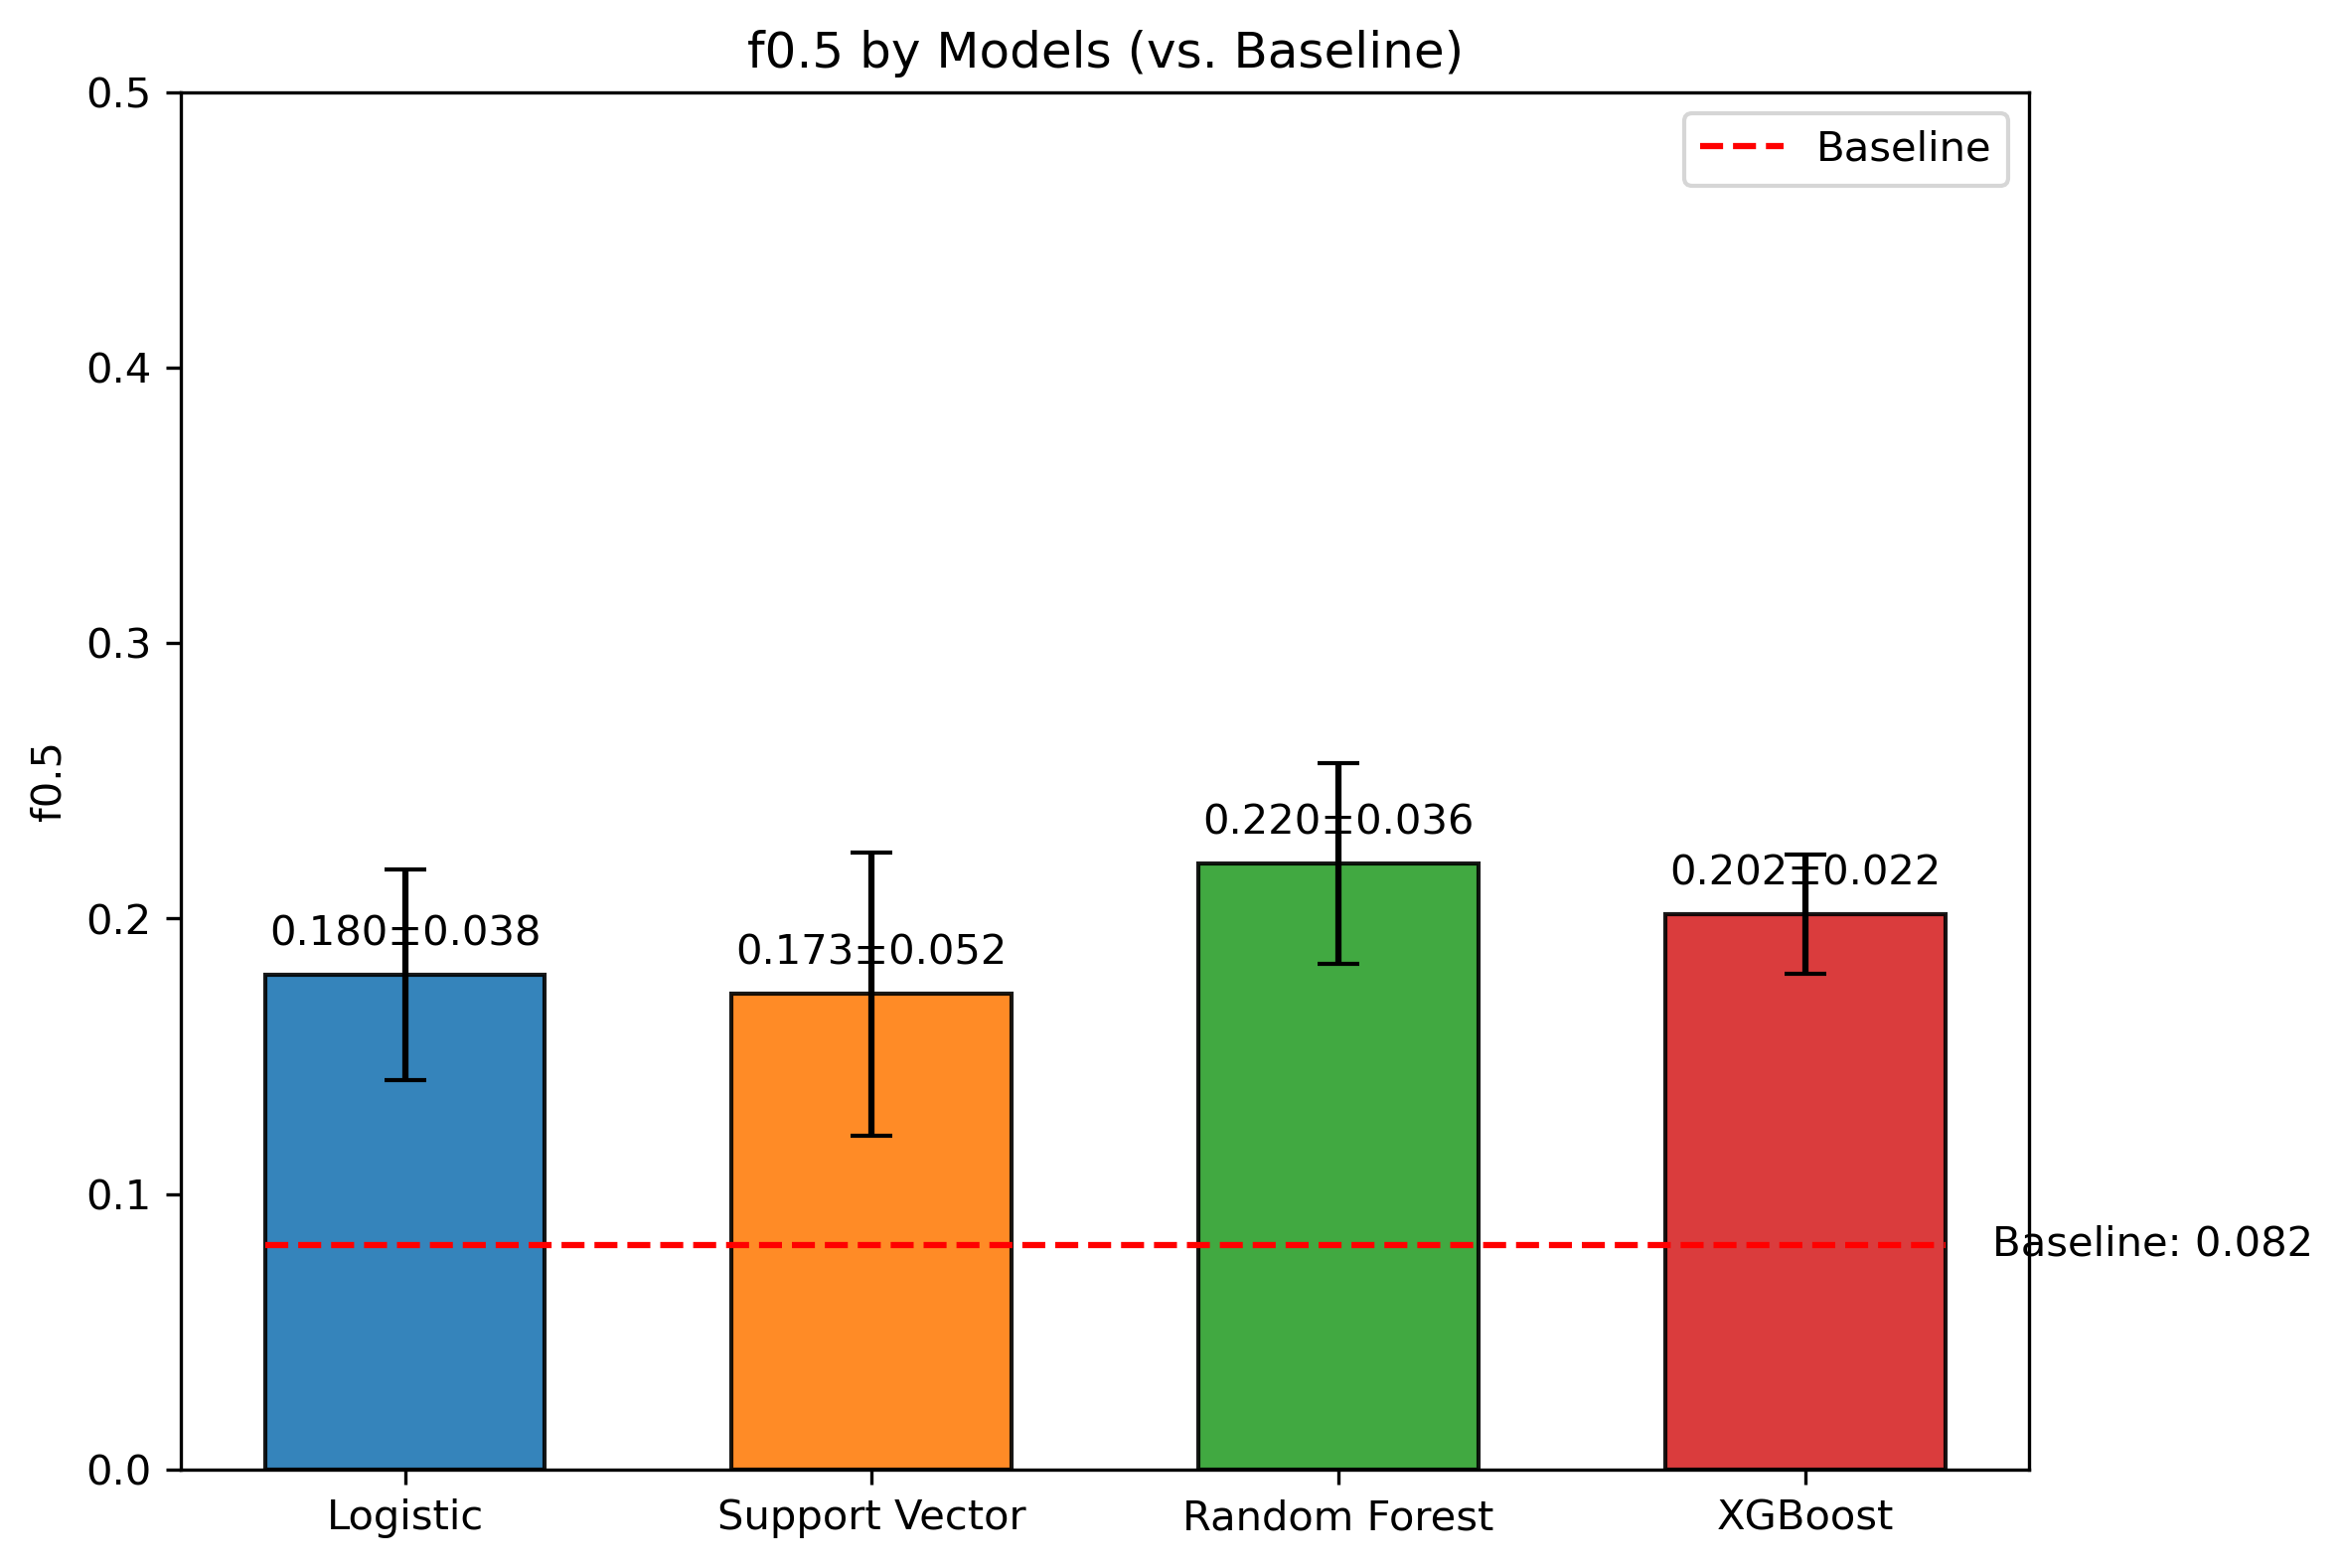 f0.5 by Models (vs. Baseline)
0.5
Baseline
0.4
0.3
f0.5
0.220±0.036
0.202±0.022
0.2
0.180±0.038
0.173±0.052
0.1
Baseline: 0.082
0.0
Logistic
Support Vector
Random Forest
XGBoost